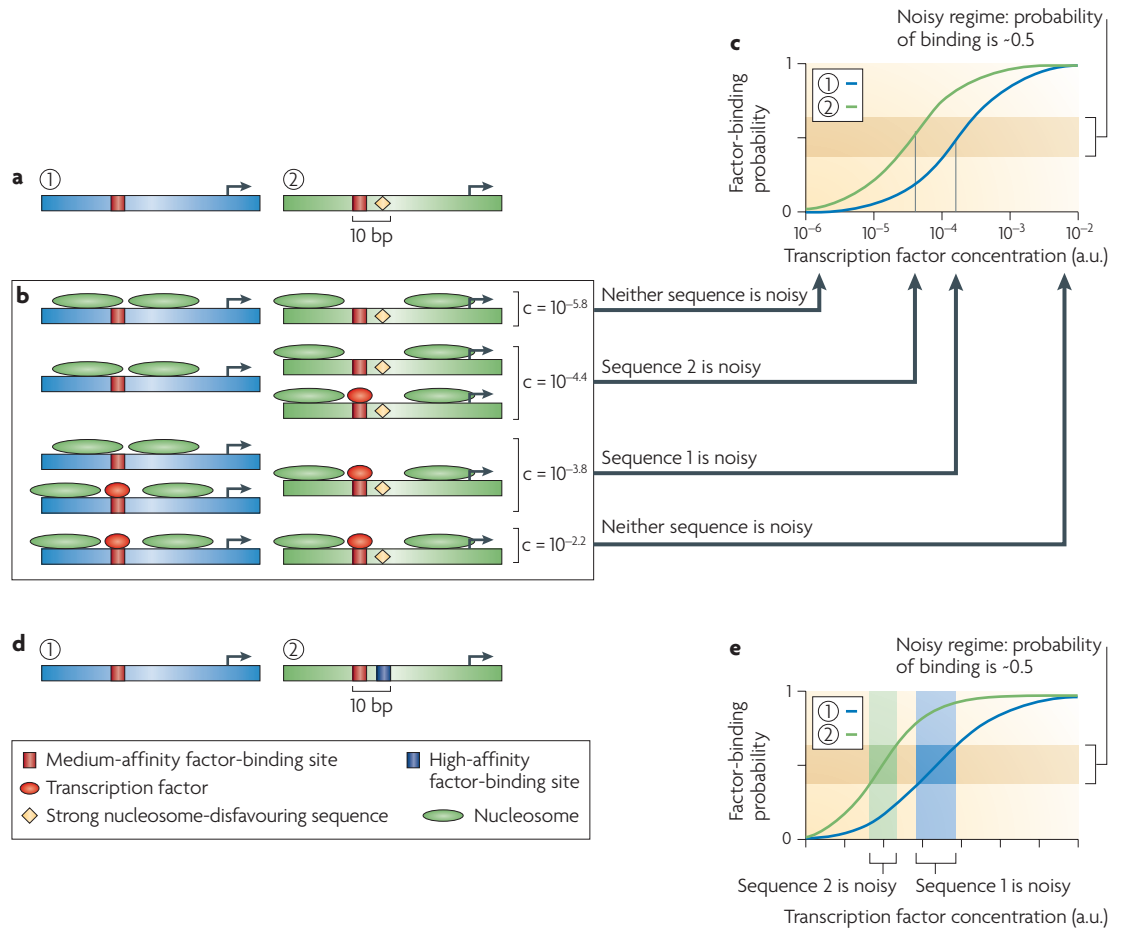 a
①
②
10 bp
b
c = 10^–5.8
c = 10^–4.4
c = 10^–3.8
c = 10^–2.2
Neither sequence is noisy
Sequence 2 is noisy
Sequence 1 is noisy
Neither sequence is noisy
c
Noisy regime: probability
of binding is ~0.5
Factor-binding
probability
1
0
①
②
10^–6
10^–5
10^–4
10^–3
10^–2
Transcription factor concentration (a.u.)
d
①
②
10 bp
Medium-affinity factor-binding site
Transcription factor
Strong nucleosome-disfavouring sequence
High-affinity
factor-binding site
Nucleosome
e
Noisy regime: probability
of binding is ~0.5
Factor-binding
probability
1
0
①
②
Sequence 2 is noisy
Sequence 1 is noisy
Transcription factor concentration (a.u.)